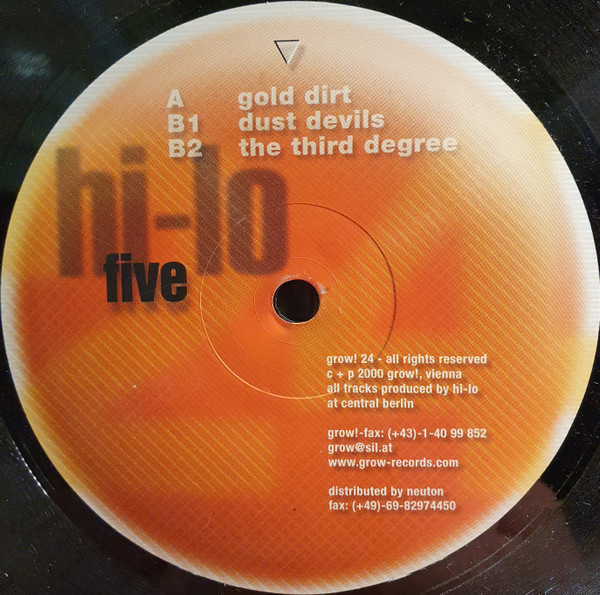 A gold dirt
B1 dust devils
B2 the third degree
hi-lo
five
grow! 24 - all rights reserved
c + p 2000 grow!, vienna
all tracks produced by hi-lo
at central berlin
grow!-fax: (+43)-1-40 99 852
grow@sil.at
www.grow-records.com
distributed by neuton
fax: (+49)-69-82974450